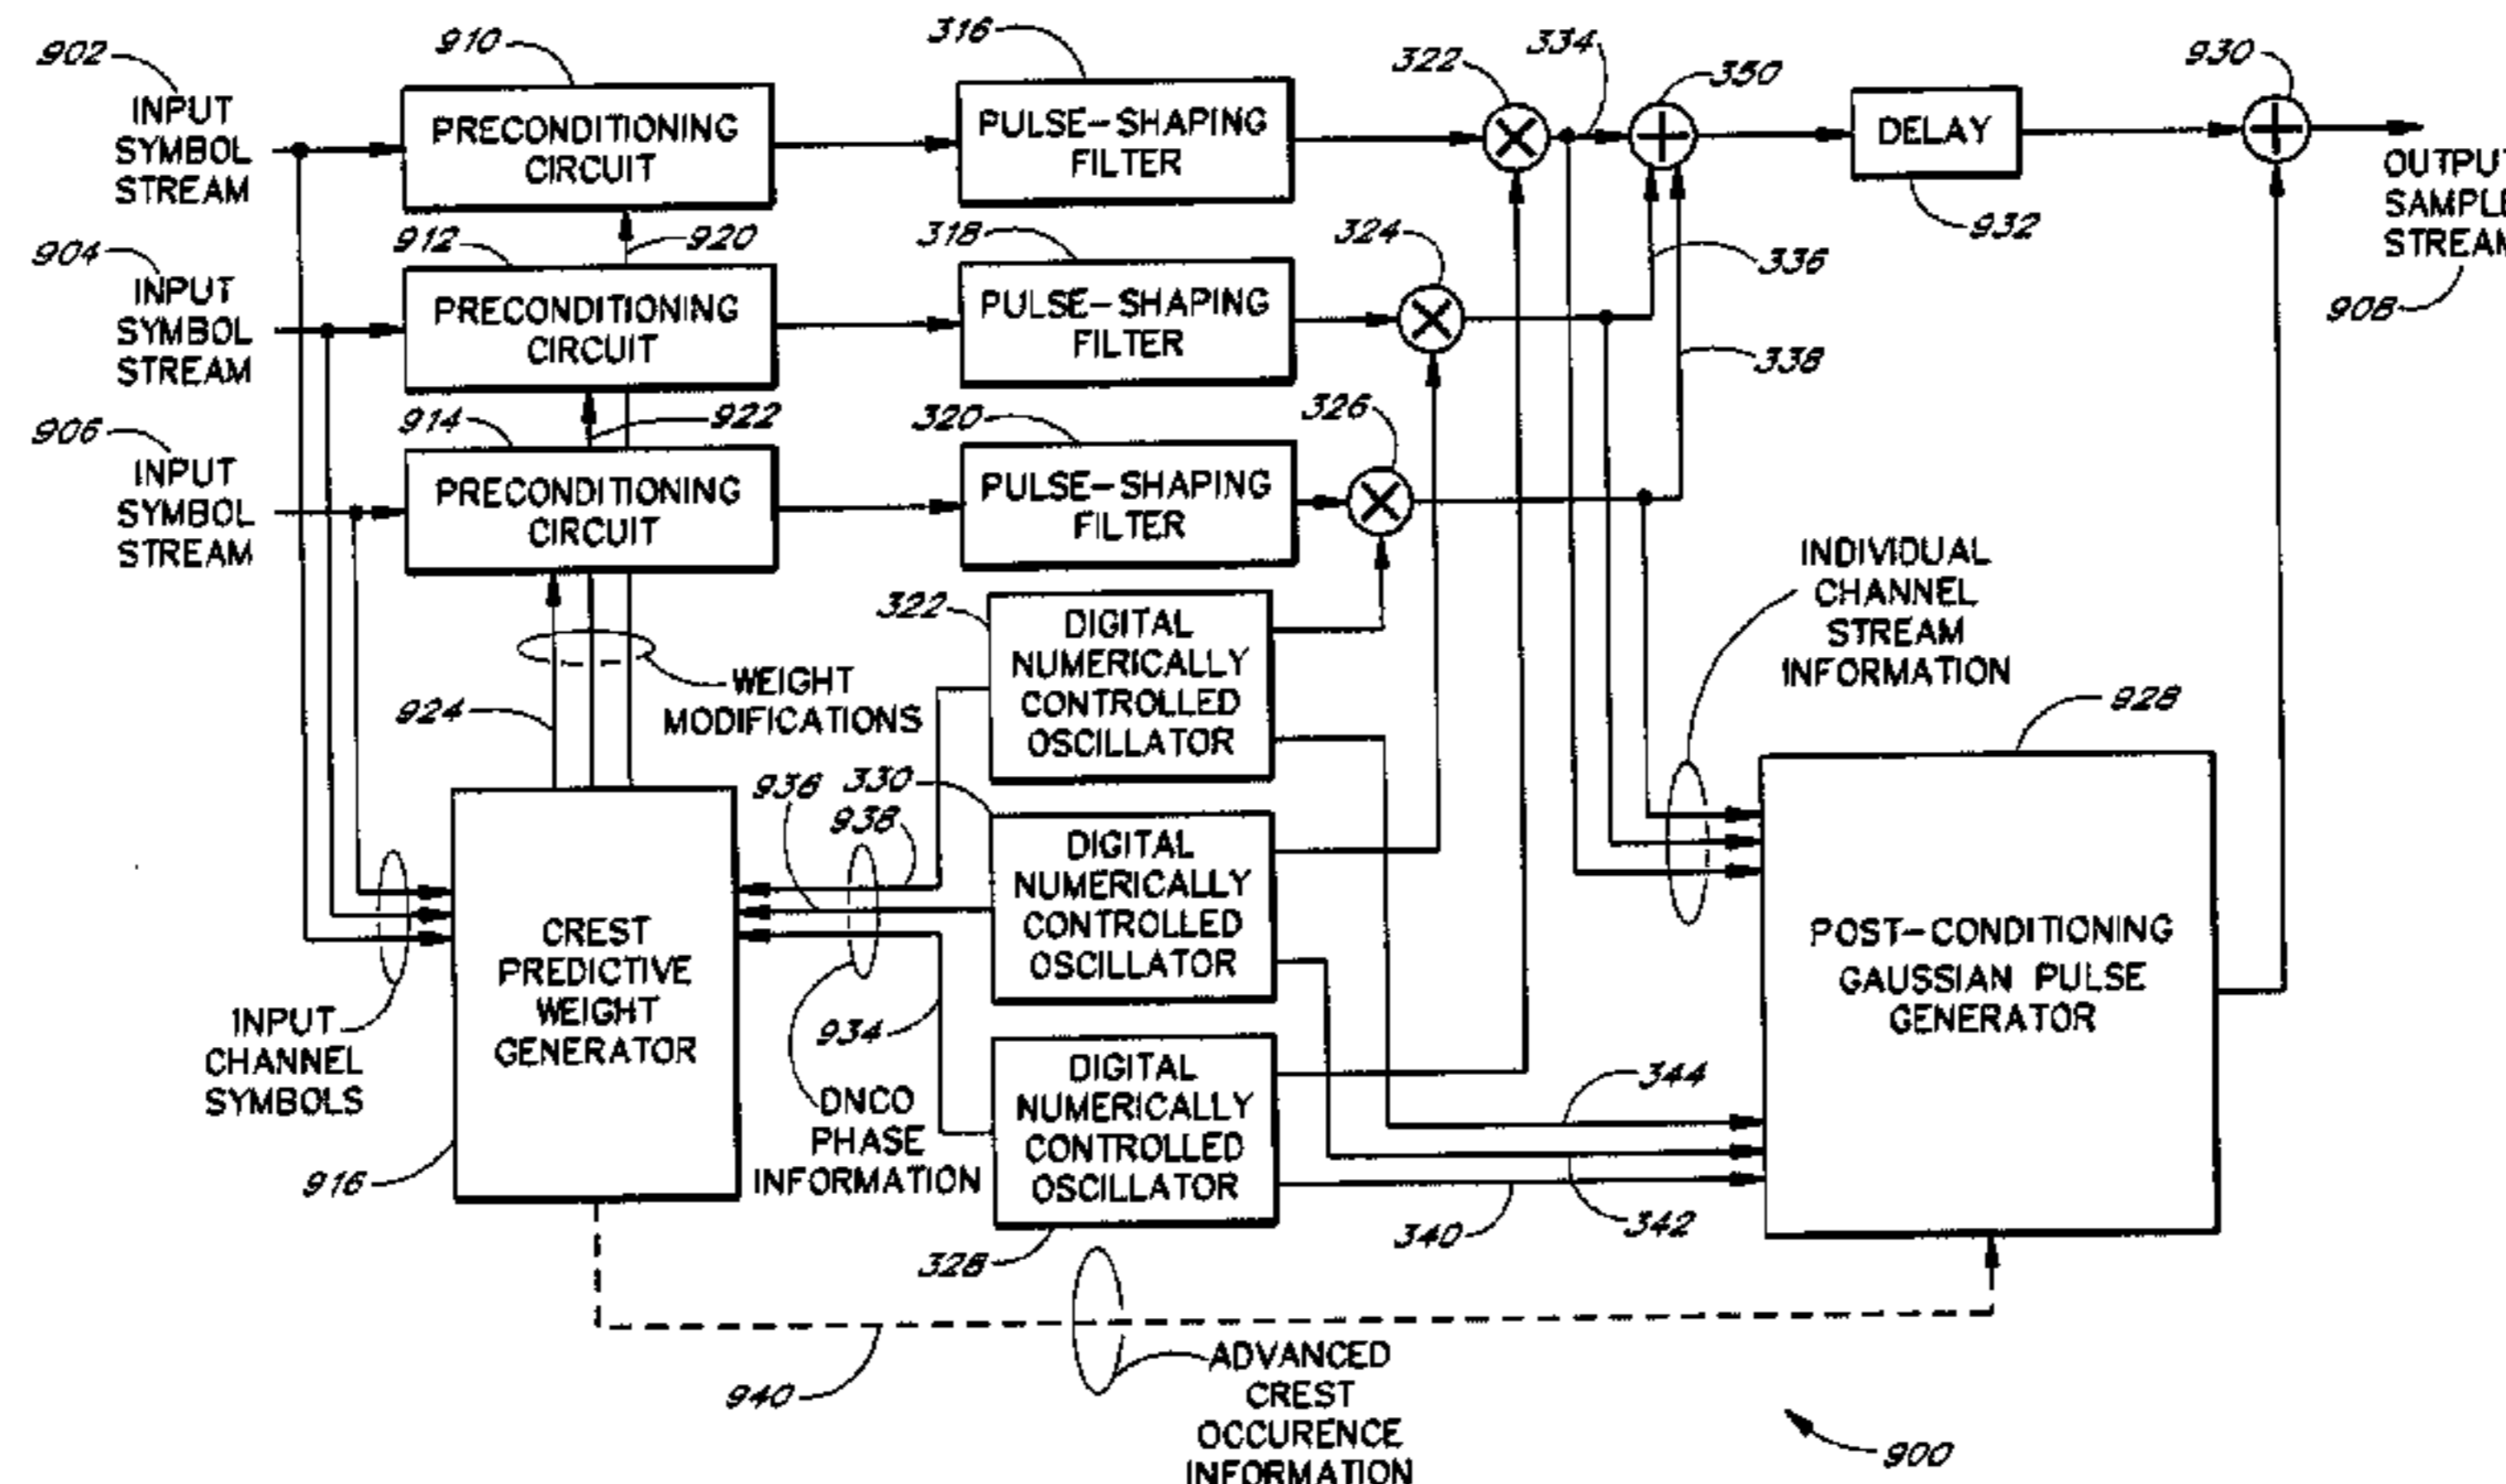 902
INPUT
SYMBOL
STREAM
910
PRECONDITIONING
CIRCUIT
316
PULSE-SHAPING
FILTER
322
334
350
DELAY
932
930
OUTPUT
SAMPLE
STREAM
908
904
INPUT
SYMBOL
STREAM
912
920
PRECONDITIONING
CIRCUIT
318
PULSE-SHAPING
FILTER
324
336
338
906
INPUT
SYMBOL
STREAM
914
922
PRECONDITIONING
CIRCUIT
320
PULSE-SHAPING
FILTER
326
INDIVIDUAL
CHANNEL
STREAM
INFORMATION
924
WEIGHT
MODIFICATIONS
322
DIGITAL
NUMERICALLY
CONTROLLED
OSCILLATOR
928
936
938
330
DIGITAL
NUMERICALLY
CONTROLLED
OSCILLATOR
CREST
PREDICTIVE
WEIGHT
GENERATOR
POST-CONDITIONING
GAUSSIAN PULSE
GENERATOR
INPUT
CHANNEL
SYMBOLS
916
934
DNCO
PHASE
INFORMATION
DIGITAL
NUMERICALLY
CONTROLLED
OSCILLATOR
328
344
342
340
940
ADVANCED
CREST
OCCURENCE
INFORMATION
900